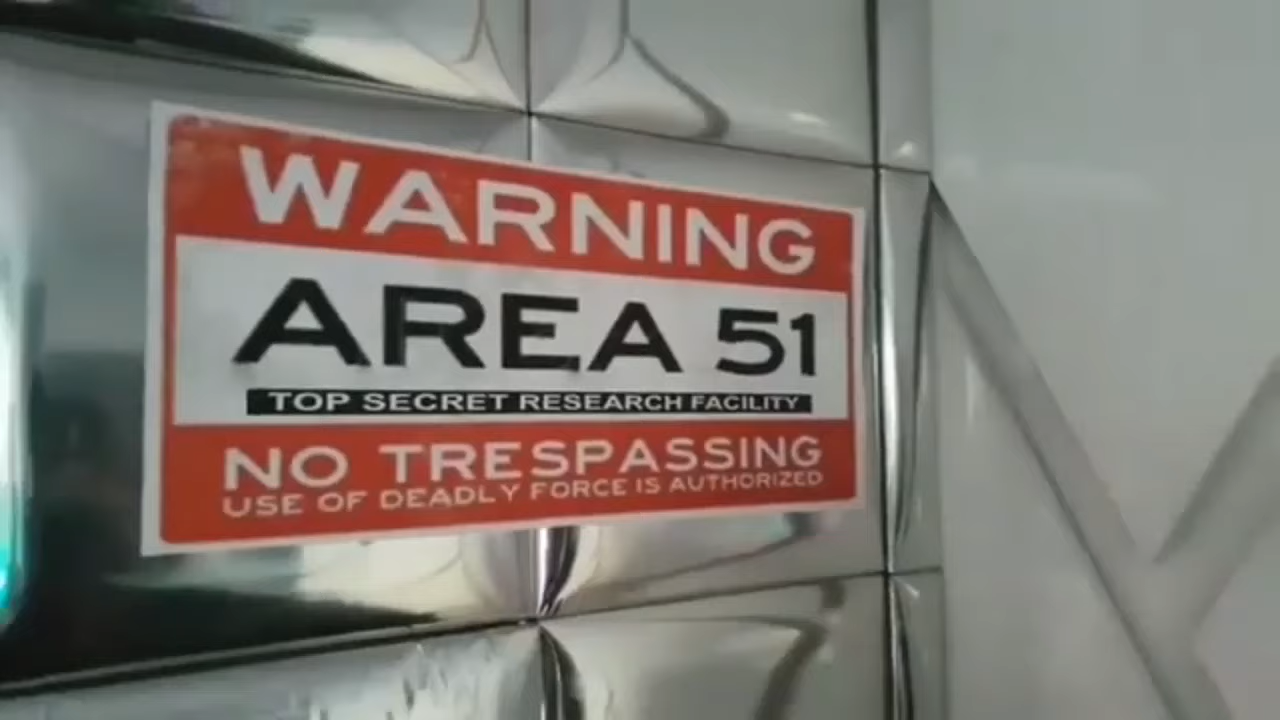 WARNING
AREA 51
TOP SECRET RESEARCH FACILITY
NO TRESPASSING
USE OF DEADLY FORCE IS AUTHORIZED